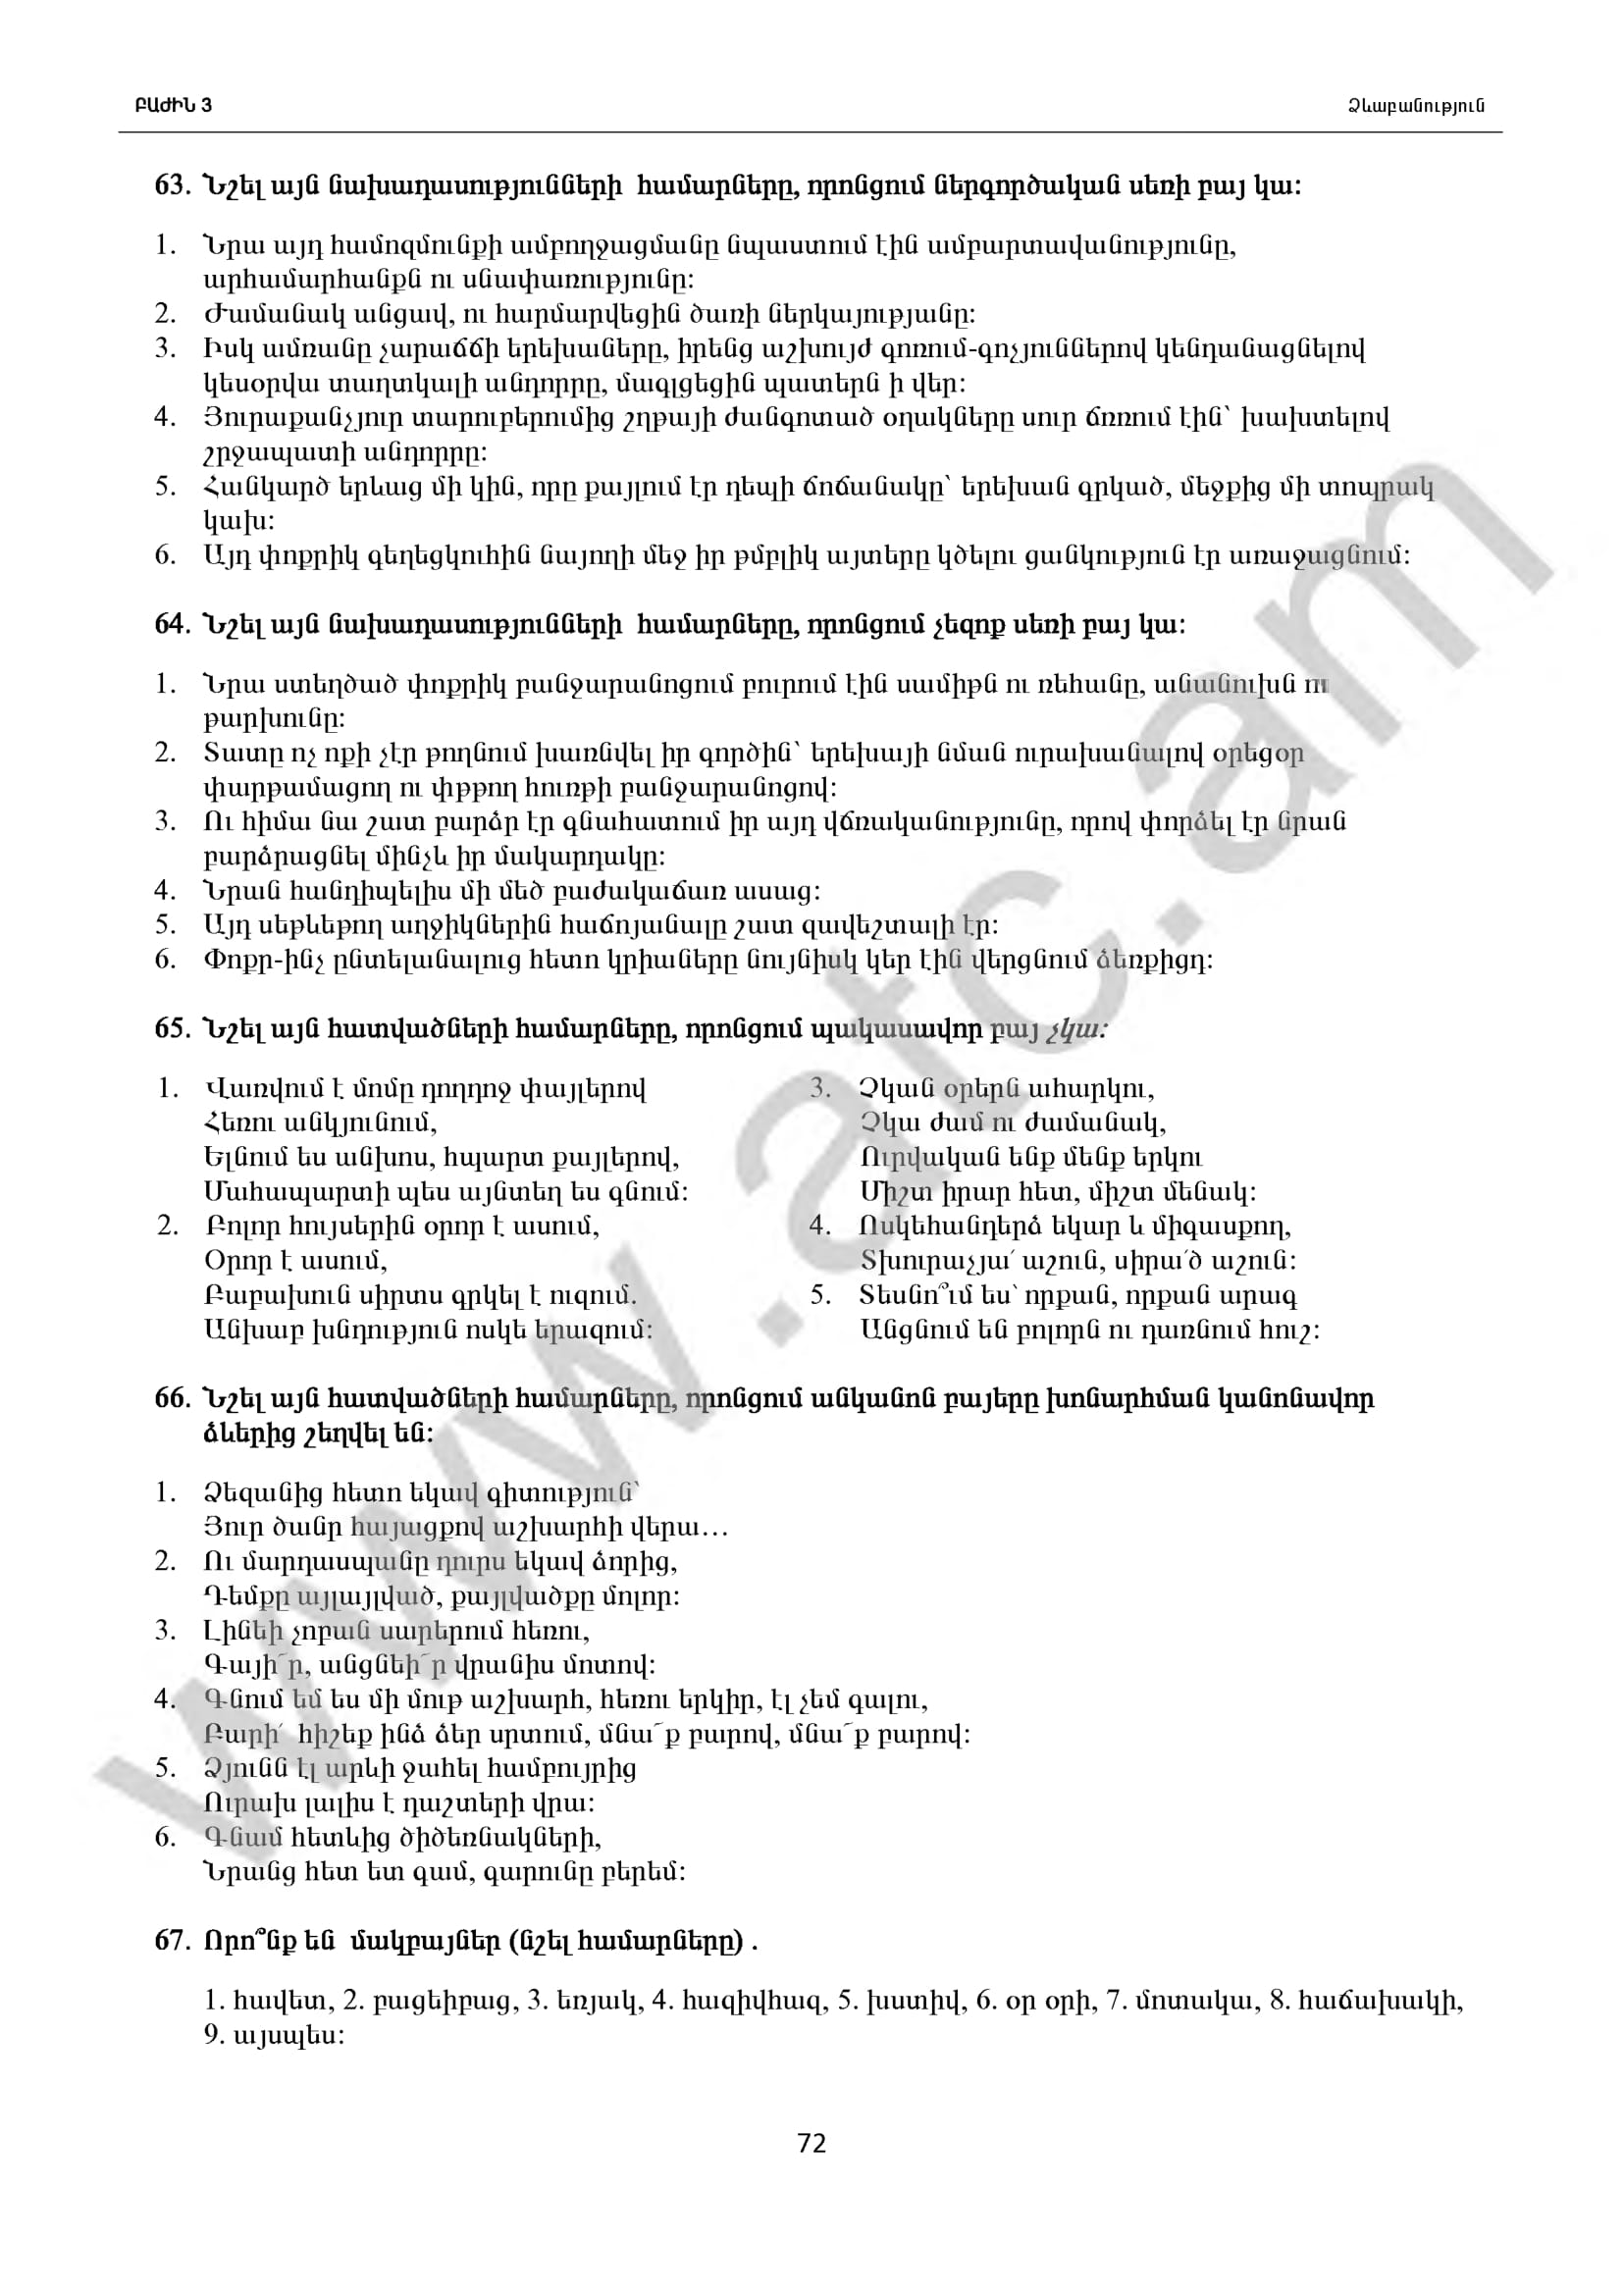 ԲԱԺԻՆ 3
Ձևաբանություն
63. Նշել այն նախադասությունների համարները, որոնցում ներգործական սեռի բայ կա:
1. Նրա այդ համոզմունքի ամբողջացմանը նպաստում էին ամբարտավանությունը,
արհամարհանքն ու սնափառությունը:
2. Ժամանակ անցավ, ու հարմարվեցին ծառի ներկայությանը:
3. Իսկ ամռանը չարաճճի երեխաները, իրենց աշխույժ գոռում-գոչյուններով կենդանացնելով
կեսօրվա տաղտկալի անդորրը, մագլցեցին պատերն ի վեր:
4. Յուրաքանչյուր տարուբերումից շղթայի ժանգոտած օղակները սուր ճռռում էին՝ խախտելով
շրջապատի անդորրը:
5. Հանկարծ երևաց մի կին, որը քայլում էր դեպի ճոճանակը՝ երեխան գրկած, մեջքից մի տոպրակ
կախ:
6. Այդ փոքրիկ գեղեցկուհին նայողի մեջ իր թմբլիկ այտերը կծելու ցանկություն էր առաջացնում:
64. Նշել այն նախադասությունների համարները, որոնցում չեզոք սեռի բայ կա:
1. Նրա ստեղծած փոքրիկ բանջարանոցում բուրում էին սամիթն ու ռեհանը, անանուխն ու
թարխունը:
2. Տատը ոչ ոքի չէր թողնում խառնվել իր գործին՝ երեխայի նման ուրախանալով օրեցօր
փարթամացող ու փթթող հուռթի բանջարանոցով:
3. Ու հիմա նա շատ բարձր էր գնահատում իր այդ վճռականությունը, որով փորձել էր նրան
բարձրացնել մինչև իր մակարդակը:
4. Նրան հանդիպելիս մի մեծ բաժակաճառ ասաց:
5. Այդ սեթևեթող աղջիկներին հաճոյանալը շատ զավեշտալի էր:
6. Փոքր-ինչ ընտելանալուց հետո կրիաները նույնիսկ կեր էին վերցնում ձեռքիցդ:
65. Նշել այն հատվածների համարները, որոնցում պակասավոր բայ չկա:
1. Վառվում է մոմը դողդոջ փայլերով
Հեռու անկյունում,
Ելնում ես անխոս, հպարտ քայլերով,
Մահապարտի պես այնտեղ ես գնում:
2. Բոլոր հույսերին օրոր է ասում,
Օրոր է ասում,
Բաբախուն սիրտս գրկել է ուզում.
Անխաբ խնդություն ոսկե երազում:
3. Չկան օրերն ահարկու,
Չկա ժամ ու ժամանակ,
Ուրվական ենք մենք երկու
Միշտ իրար հետ, միշտ մենակ:
4. Ոսկեհանդերձ եկար և միգասքող,
Տխուրաչյա՛ աշուն, սիրա՛ծ աշուն:
5. Տեսնո՞ւմ ես՝ որքան, որքան արագ
Անցնում են բոլորն ու դառնում հուշ:
66. Նշել այն հատվածների համարները, որոնցում անկանոն բայերը խոնարհման կանոնավոր
ձևերից շեղվել են:
1. Ձեզանից հետո եկավ գիտություն՝
Յուր ծանր հայացքով աշխարհի վերա…
2. Ու մարդասպանը դուրս եկավ ձորից,
Դեմքը այլայլված, քայլվածքը մոլոր:
3. Լինեի չոբան սարերում հեռու,
Գայի՜ր, անցնեի՜ր վրանիս մոտով:
4. Գնում եմ ես մի մութ աշխարհ, հեռու երկիր, էլ չեմ գալու,
Բարի՛ հիշեք ինձ ձեր սրտում, մնա՜ք բարով, մնա՜ք բարով:
5. Ձյունն էլ արևի ջահել համբույրից
Ուրախ լալիս է դաշտերի վրա:
6. Գնամ հետևից ծիծեռնակների,
Նրանց հետ ետ գամ, գարունը բերեմ:
67. Որո՞նք են մակբայներ (նշել համարները) .
1. հավետ, 2. բացեիբաց, 3. եռյակ, 4. հազիվհազ, 5. խստիվ, 6. օր օրի, 7. մոտակա, 8. հաճախակի,
9. այսպես:
72
www.atc.am